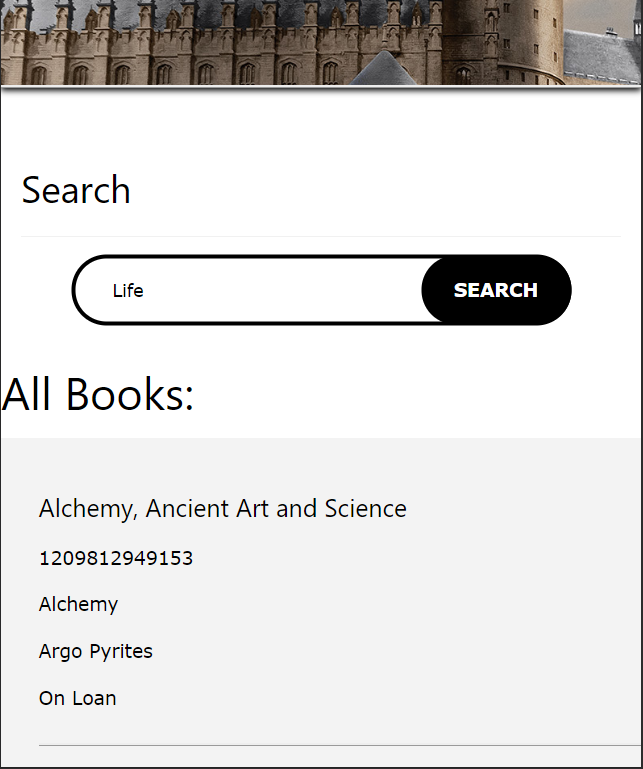 Search
Life
SEARCH
All Books:
Alchemy, Ancient Art and Science
1209812949153
Alchemy
Argo Pyrites
On Loan